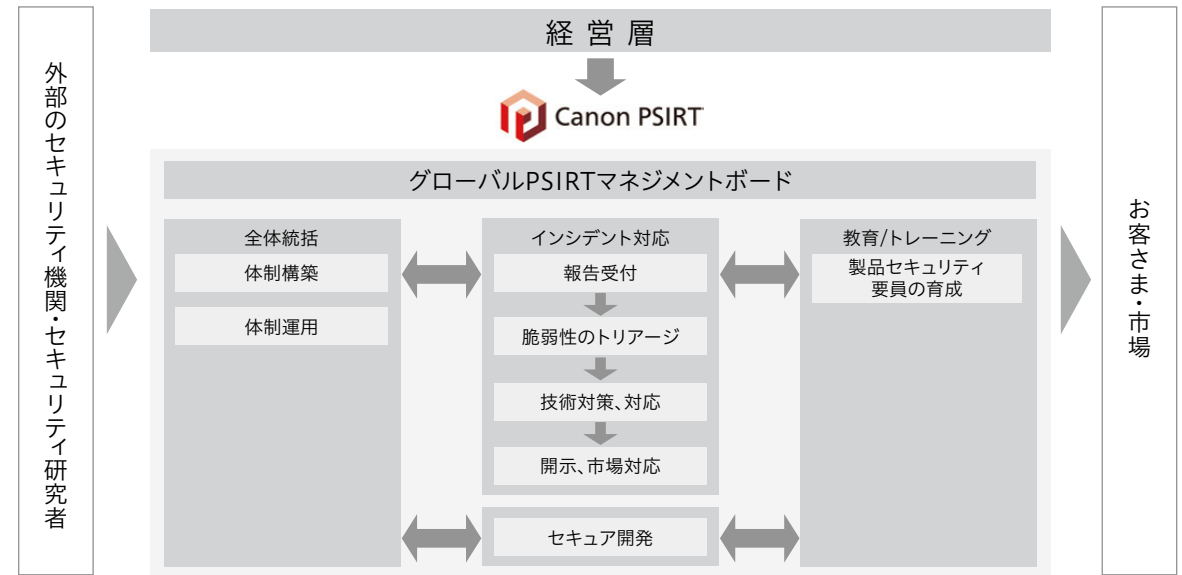 外部のセキュリティ機関・セキュリティ研究者
経営層
Canon PSIRT
グローバルPSIRTマネジメントボード
全体統括
体制構築
体制運用
インシデント対応
報告受付
脆弱性のトリアージ
技術対策、対応
開示、市場対応
セキュア開発
教育/トレーニング
製品セキュリティ
要員の育成
お客さま・市場